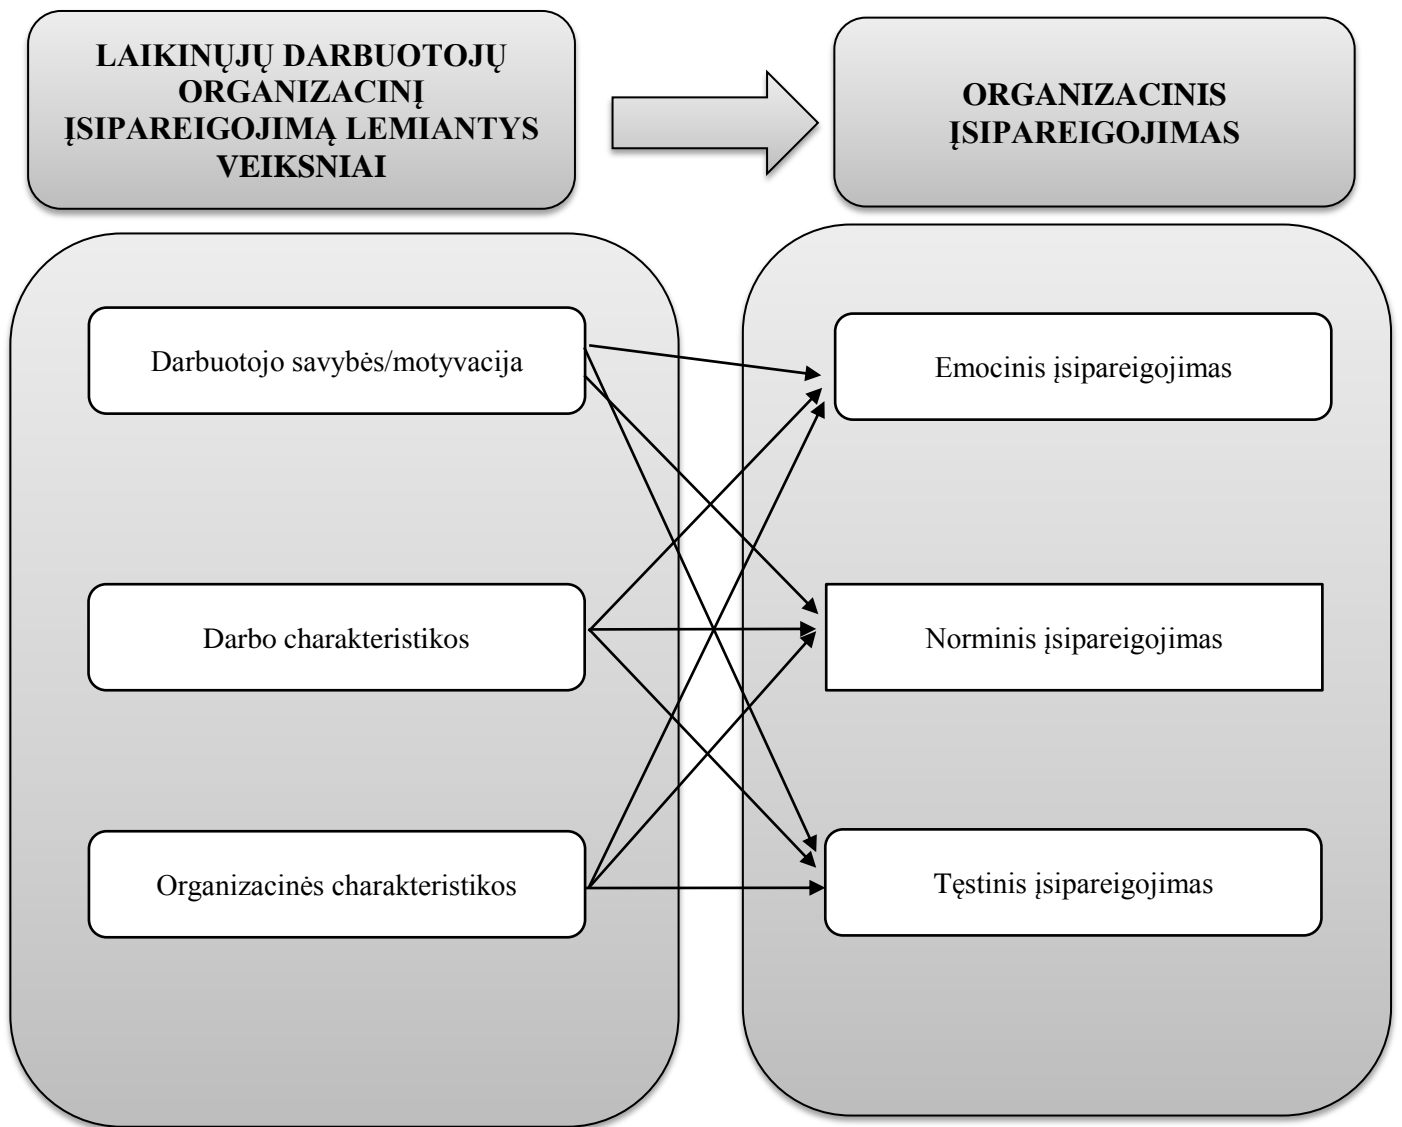 LAIKINŲJŲ DARBUOTOJŲ
ORGANIZACINĮ
ĮSIPAREIGOJIMĄ LEMIANTYS
VEIKSNIAI
ORGANIZACINIS
ĮSIPAREIGOJIMAS
Darbuotojo savybės/motyvacija
Emocinis įsipareigojimas
Darbo charakteristikos
Norminis įsipareigojimas
Organizacinės charakteristikos
Tęstinis įsipareigojimas